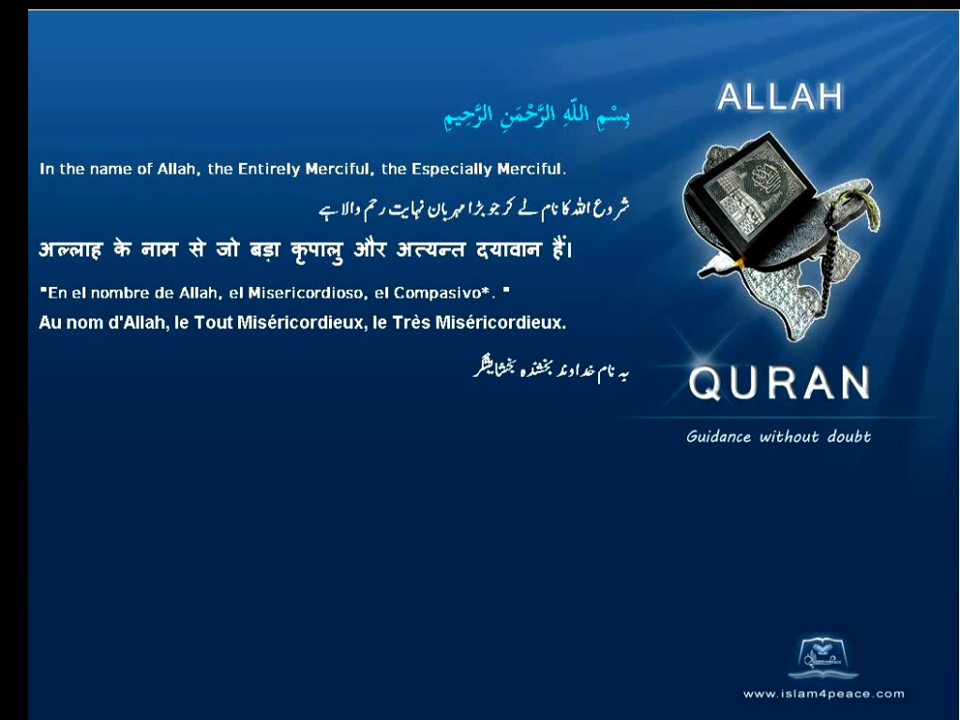 بِسْمِ اللّهِ الرَّحْمَنِ الرَّحِيمِ
In the name of Allah, the Entirely Merciful, the Especially Merciful.
شروع الله کا نام لے کر جو بڑا مہربان نہایت رحم والا ہے
अल्लाह के नाम से जो बड़ा कृपालु और अत्यन्त दयावान हैं।
"En el nombre de Allah, el Misericordioso, el Compasivo*. "
Au nom d'Allah, le Tout Miséricordieux, le Très Miséricordieux.
به نام خداوند بخشنده بخشایشگر
ALLAH
QURAN
Guidance without doubt
www.islam4peace.com